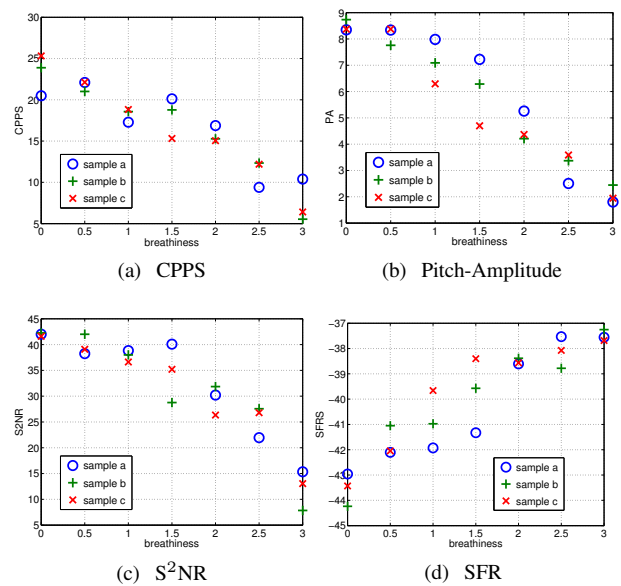 30
25
20
15
10
5
CPPS
sample a
sample b
sample c
0 0.5 1 1.5 2 2.5 3
breathiness
(a) CPPS
9
8
7
6
5
4
3
2
1
PA
sample a
sample b
sample c
0 0.5 1 1.5 2 2.5 3
breathiness
(b) Pitch-Amplitude
45
40
35
30
25
20
15
10
5
S2NR
sample a
sample b
sample c
0 0.5 1 1.5 2 2.5 3
breathiness
(c) S²NR
−37
−38
−39
−40
−41
−42
−43
−44
−45
SFRS
sample a
sample b
sample c
0 0.5 1 1.5 2 2.5 3
breathiness
(d) SFR